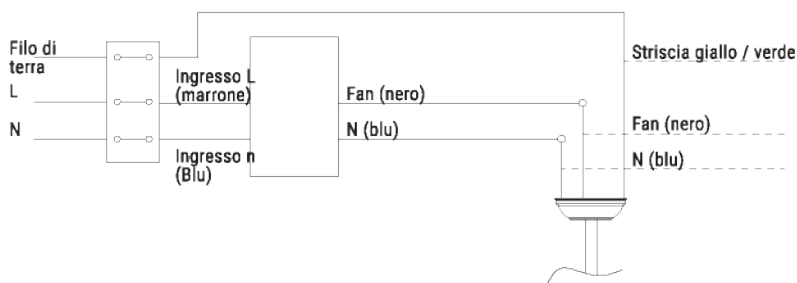 Filo di
terra
L
N
Ingresso L
(marrone)
Ingresso n
(Blu)
Fan (nero)
N (blu)
Striscia giallo / verde
Fan (nero)
N (blu)